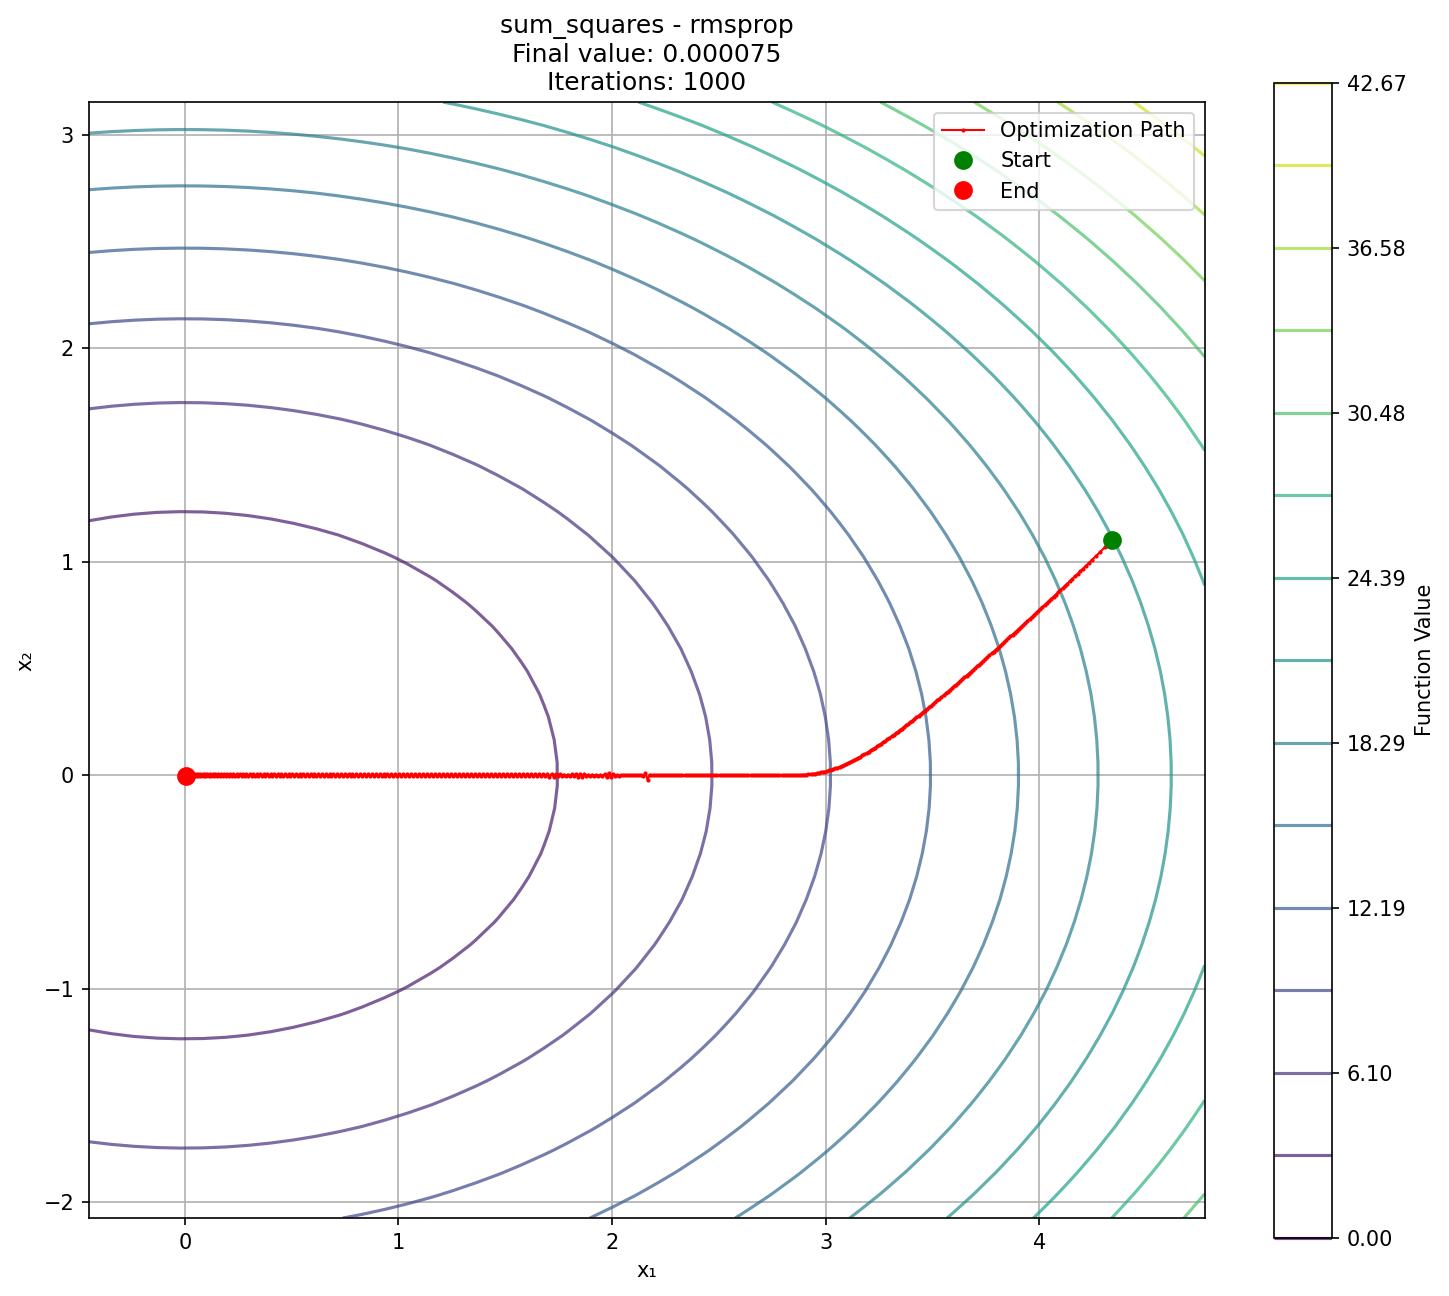 sum_squares - rmsprop
Final value: 0.000075
Iterations: 1000
Optimization Path
Start
End
3
2
1
0
−1
−2
0
1
2
3
4
x₁
x₂
42.67
36.58
30.48
24.39
18.29
12.19
6.10
0.00
Function Value